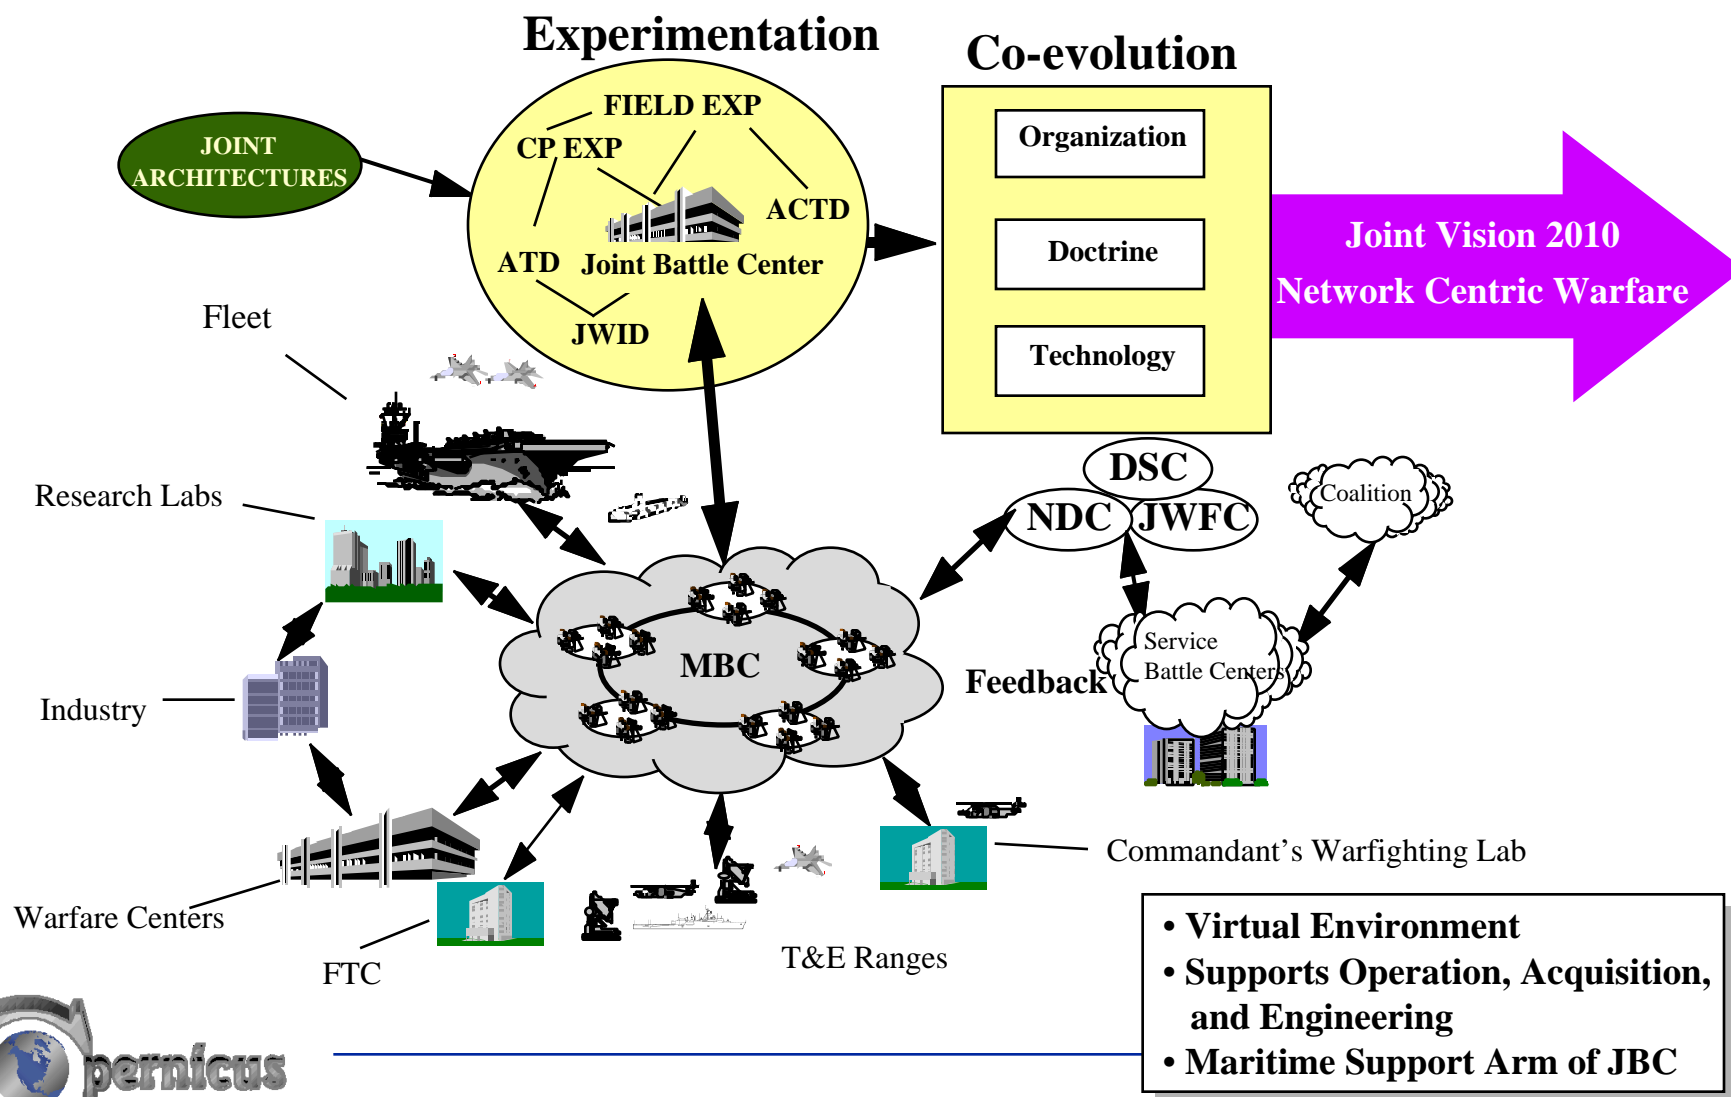 Experimentation
Co-evolution
FIELD EXP
CP EXP
ACTD
ATD
Joint Battle Center
JWID
JOINT
ARCHITECTURES
Organization
Doctrine
Technology
Joint Vision 2010
Network Centric Warfare
Fleet
Research Labs
Industry
Warfare Centers
FTC
T&E Ranges
MBC
DSC
NDC
JWFC
Coalition
Service
Battle Centers
Feedback
Commandant's Warfighting Lab
• Virtual Environment
• Supports Operation, Acquisition,
and Engineering
• Maritime Support Arm of JBC
Copernicus